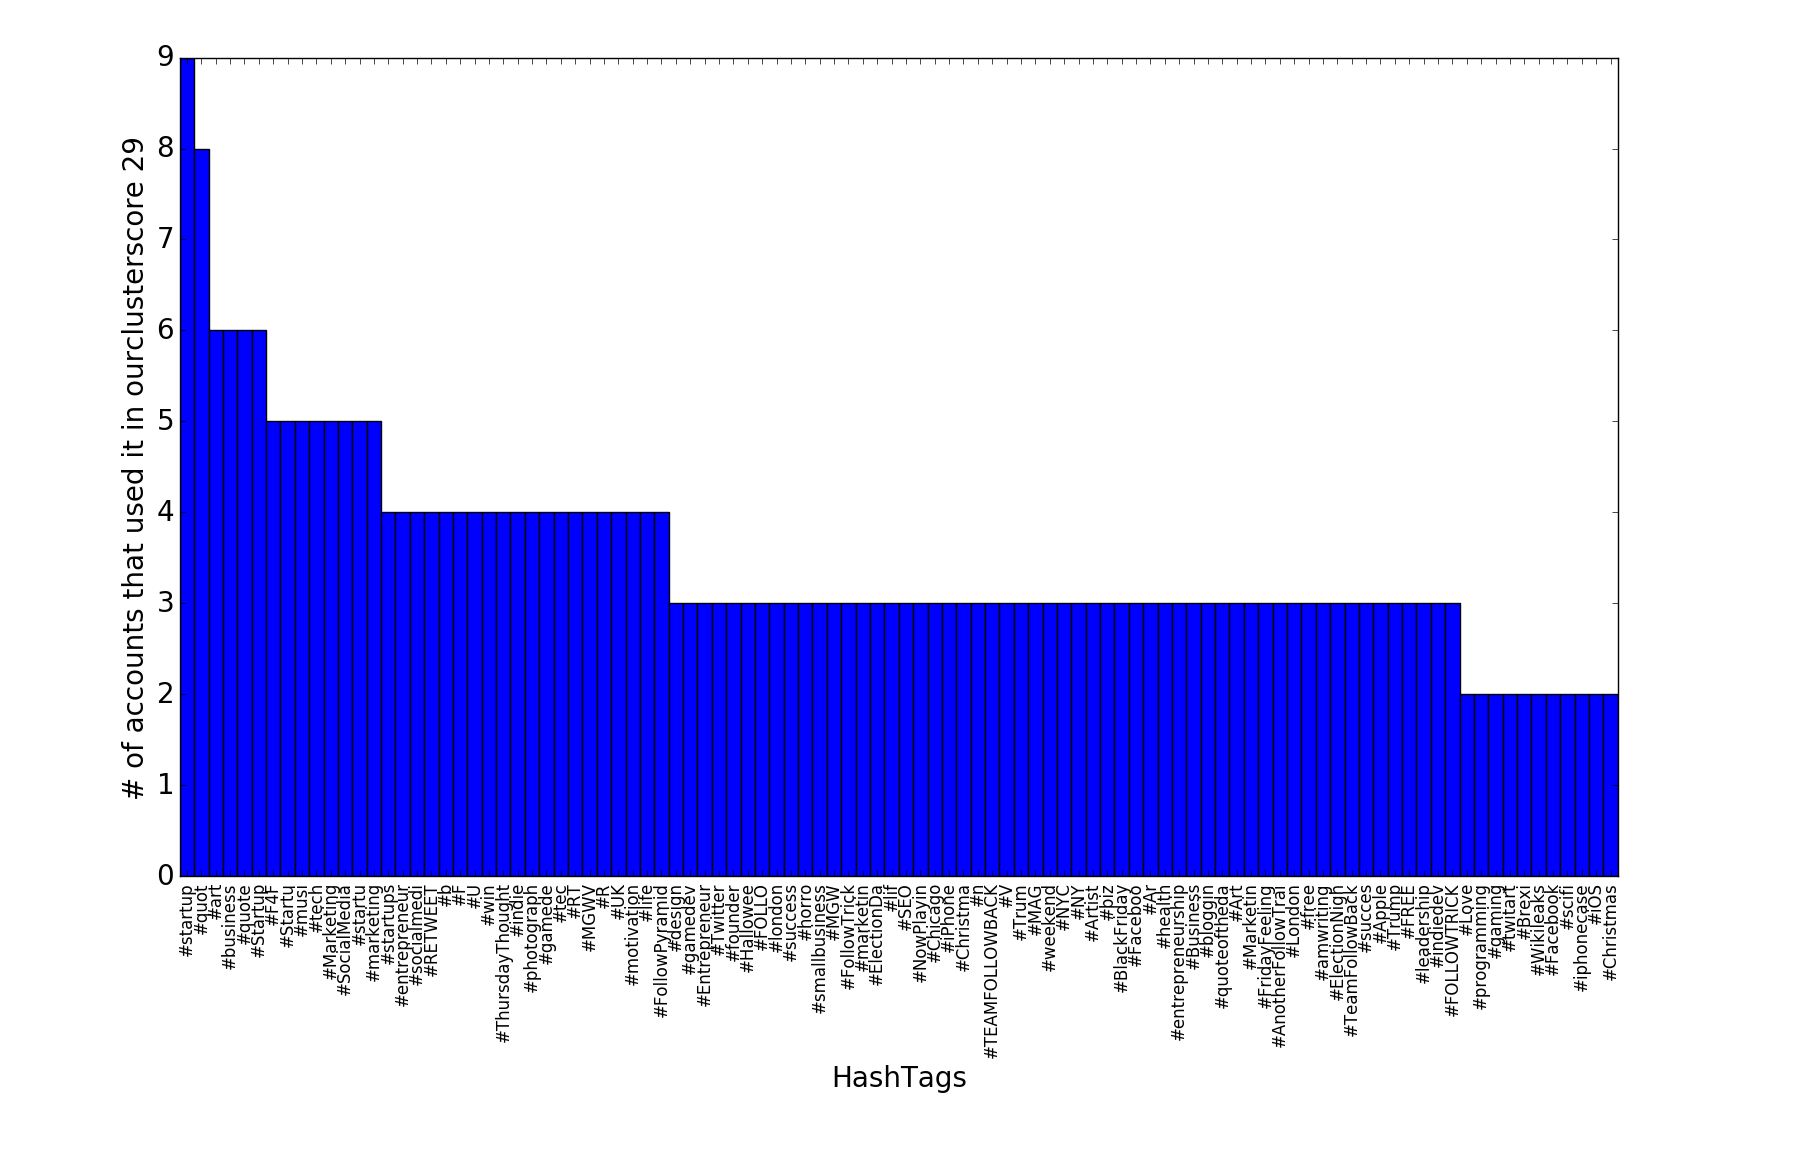 9
8
7
6
5
4
3
2
1
0
# of accounts that used it in ourclusterscore 29
#startup
#quot
#art
#business
#quote
#Startup
#F4F
#Startu
#musi
#tech
#Marketing
#SocialMedia
#startu
#marketing
#startups
#entrepreneur
#socialmedi
#RETWEET
#b
#F
#U
#win
#ThursdayThought
#indie
#photograph
#gamede
#tec
#RT
#MGWV
#R
#UK
#motivation
#life
#FollowPyramid
#design
#gamedev
#Entrepreneur
#Twitter
#founder
#Hallowee
#FOLLO
#london
#success
#horro
#smallbusiness
#MGW
#FollowTrick
#marketin
#ElectionDa
#lif
#SEO
#NowPlayin
#Chicago
#iPhone
#Christma
#n
#TEAMFOLLOWBACK
#V
#Trum
#MAG
#weekend
#NYC
#NY
#Artist
#biz
#BlackFriday
#Faceboo
#Ar
#health
#entrepreneurship
#Business
#bloggin
#quoteoftheda
#Art
#Marketin
#FridayFeeling
#AnotherFollowTrai
#London
#free
#amwriting
#ElectionNigh
#TeamFollowBack
#succes
#Apple
#Trump
#FREE
#leadership
#indiedev
#FOLLOWTRICK
#Love
#programming
#gaming
#twitart
#Brexi
#Wikileaks
#Facebook
#scifi
#iphonecase
#iOS
#Christmas
HashTags